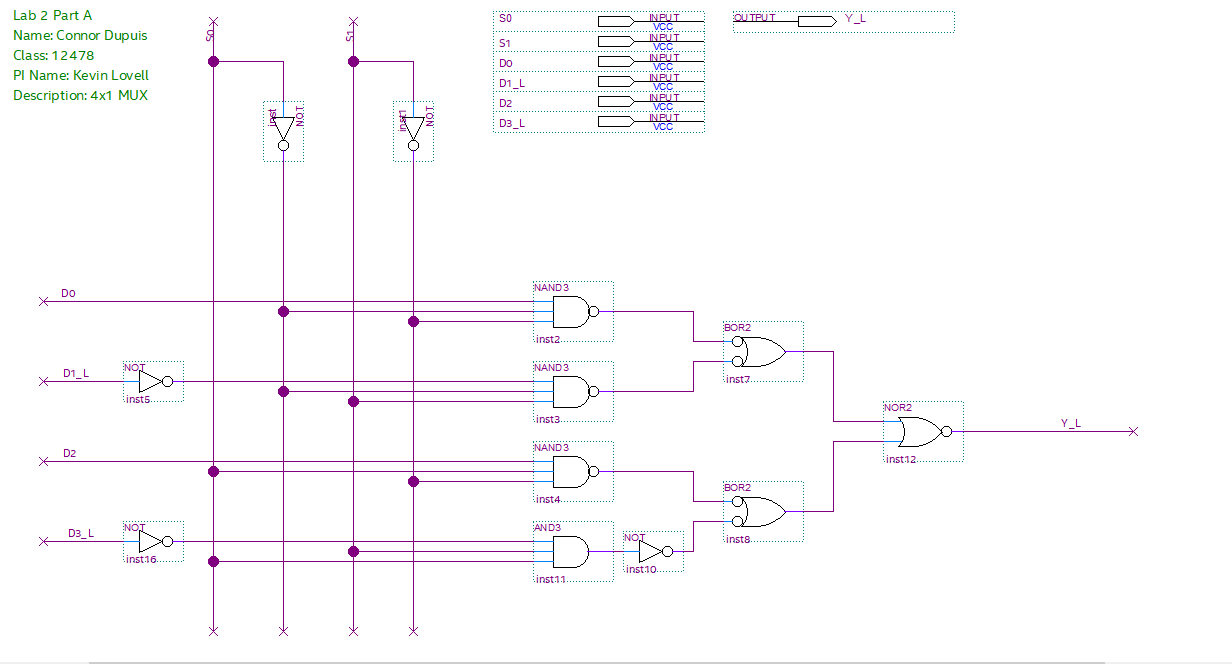 Lab 2 Part A
Name: Connor Dupuis
Class: 12478
PI Name: Kevin Lovell
Description: 4x1 MUX
S0
S1
S0 INPUT VCC
S1 INPUT VCC
D0 INPUT VCC
D1_L INPUT VCC
D2 INPUT VCC
D3_L INPUT VCC
OUTPUT Y_L
inst NOT
inst1 NOT
D0
NAND3
inst2
BOR2
inst7
D1_L
NOT
inst5
NAND3
inst3
NOR2
inst12
Y_L
D2
NAND3
inst4
BOR2
inst8
D3_L
NOT
inst16
AND3
inst11
NOT
inst10